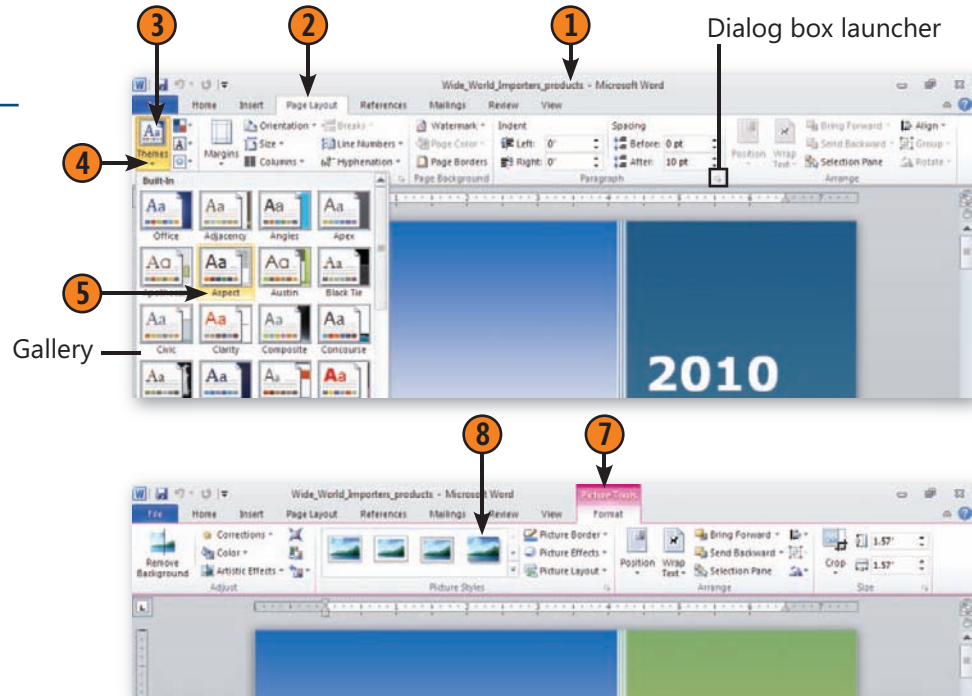 3 2 1 Dialog box launcher
Wide_World_Importers_products - Microsoft Word
Home Insert Page Layout References Mailings Review View
Themes Margins Orientation Breaks Watermark Indent Spacing Bring Forward Align
Size Line Numbers Page Color Left: 0" Before: 0 pt Position Wrap Text Send Backward Group
Columns Hyphenation Page Borders Right: 0" After: 10 pt Selection Pane Rotate
4
Page Background Paragraph Arrange
Built-In
Office Adjacency Angles Apex
Apothecary Aspect Austin Black Tie
5
Civic Clarity Composite Concourse
Gallery
2010
8 7
Wide_World_Importers_products - Microsoft Word Picture Tools
File Home Insert Page Layout References Mailings Review View Format
Remove Background Corrections Picture Border Position Wrap Text Bring Forward Crop 1.57"
Color Picture Effects Send Backward 1.57"
Artistic Effects Picture Layout Selection Pane
Adjust Picture Styles Arrange Size